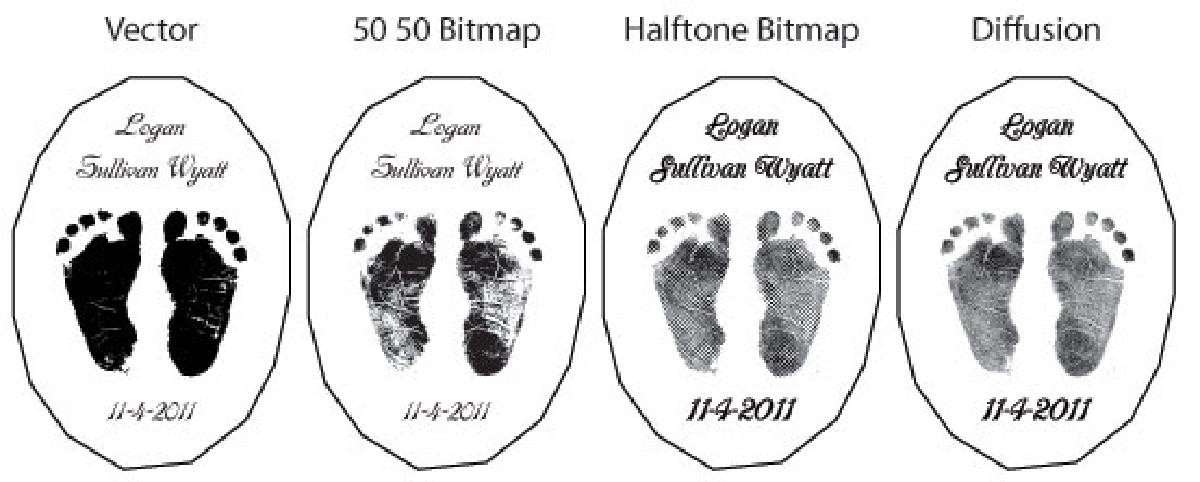 Vector
50 50 Bitmap
Halftone Bitmap
Diffusion
Logan
Sullivan Wyatt
11-4-2011
Logan
Sullivan Wyatt
11-4-2011
Logan
Sullivan Wyatt
11-4-2011
Logan
Sullivan Wyatt
11-4-2011